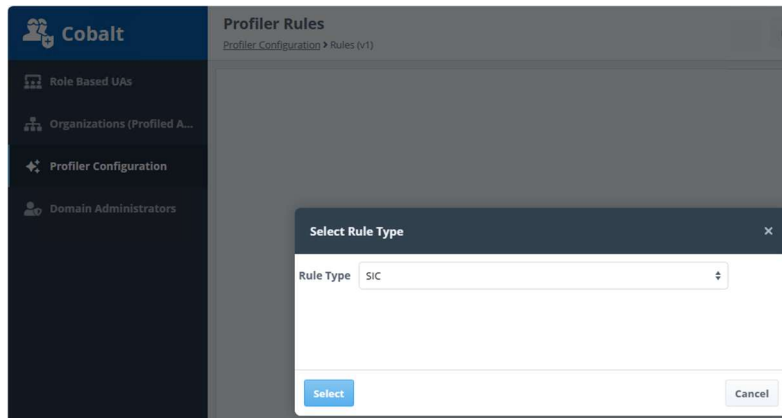 Cobalt
Role Based UAs
Organizations (Profiled A...
Profiler Configuration
Domain Administrators
Profiler Rules
Profiler Configuration > Rules (v1)
Select Rule Type ×
Rule Type SIC
Select Cancel